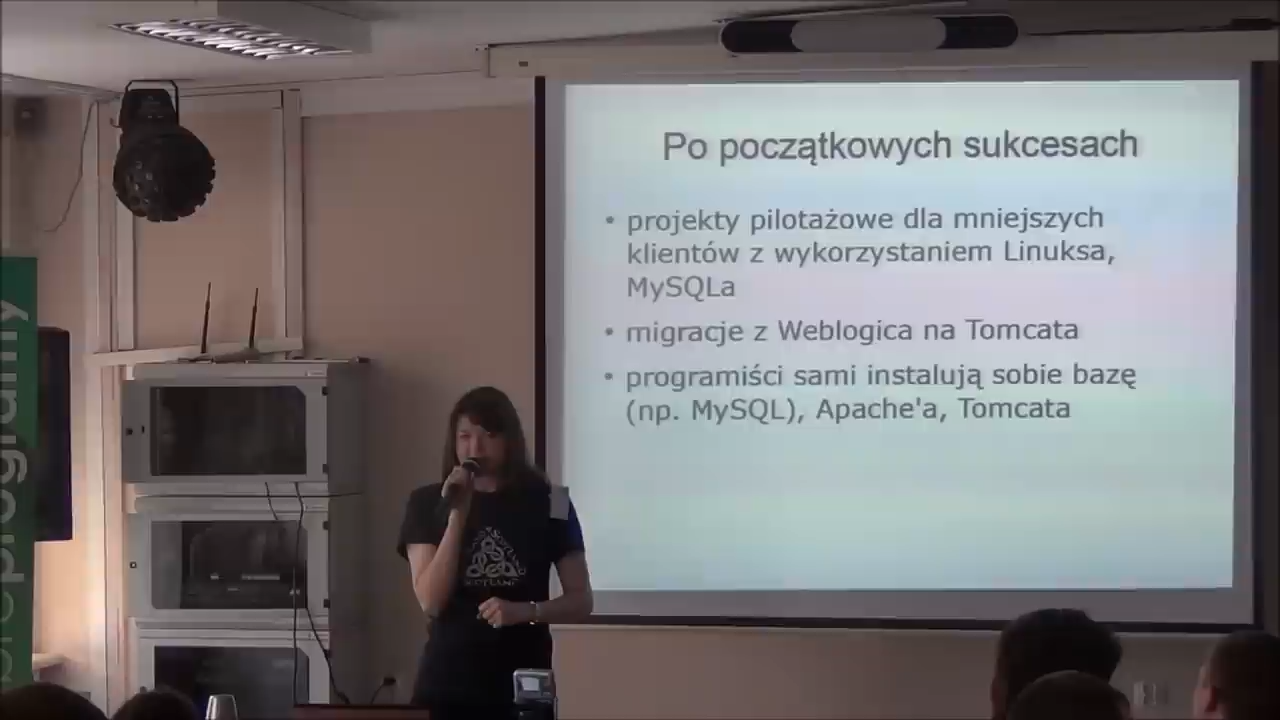 Po początkowych sukcesach
• projekty pilotażowe dla mniejszych
klientów z wykorzystaniem Linuksa,
MySQLa
• migracje z Weblogica na Tomcata
• programiści sami instalują sobie bazę
(np. MySQL), Apache'a, Tomcata
programy